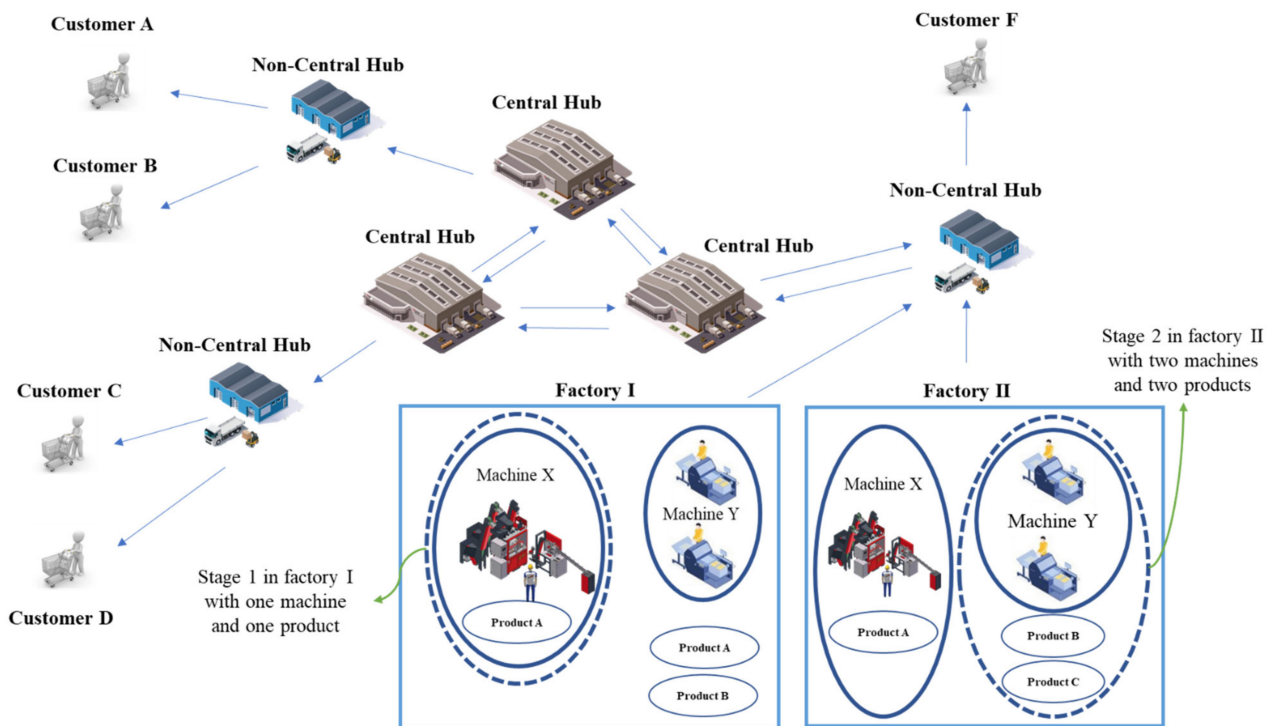 Customer A
Customer F
Non-Central Hub
Central Hub
Customer B
Non-Central Hub
Central Hub
Central Hub
Non-Central Hub
Stage 2 in factory II
with two machines
and two products
Customer C
Factory I
Factory II
Machine X
Machine Y
Machine X
Machine Y
Stage 1 in factory I
with one machine
and one product
Customer D
Product A
Product A
Product B
Product A
Product B
Product C